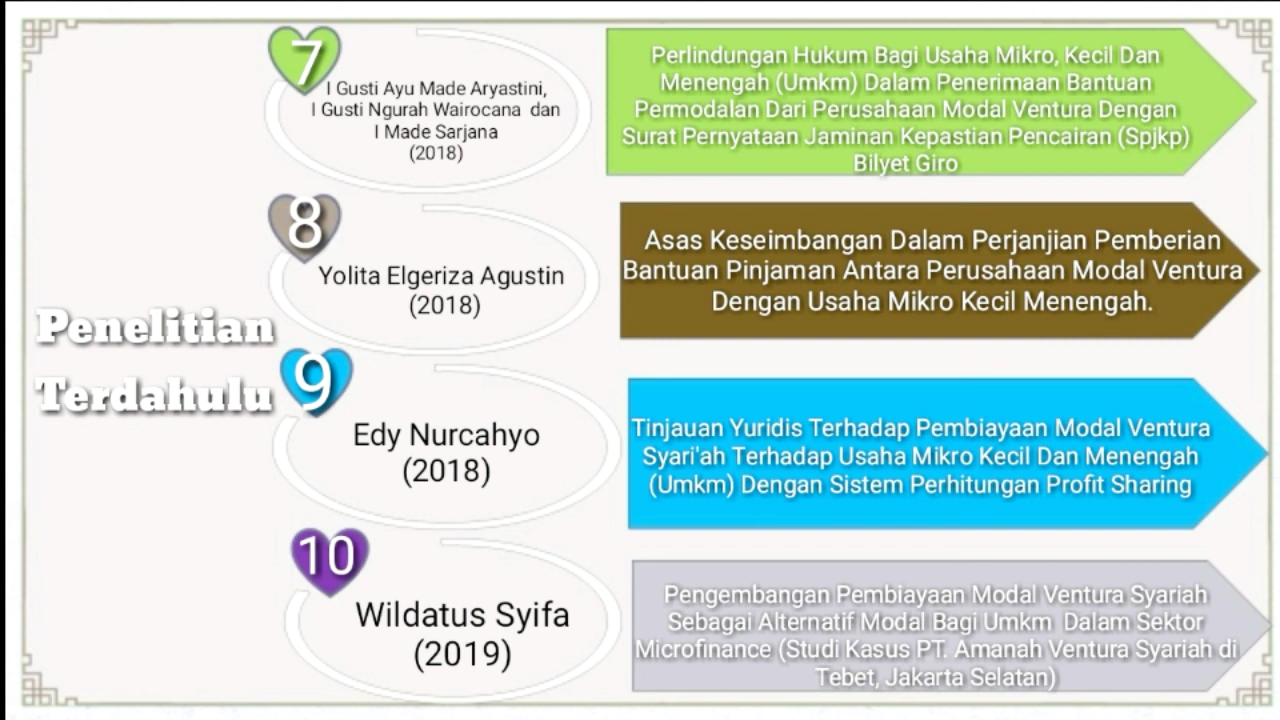 Penelitian
Terdahulu
7
I Gusti Ayu Made Aryastini,
I Gusti Ngurah Wairocana dan
I Made Sarjana
(2018)
Perlindungan Hukum Bagi Usaha Mikro, Kecil Dan
Menengah (Umkm) Dalam Penerimaan Bantuan
Permodalan Dari Perusahaan Modal Ventura Dengan
Surat Pernyataan Jaminan Kepastian Pencairan (Spjkp)
Bilyet Giro
8
Yolita Elgeriza Agustin
(2018)
Asas Keseimbangan Dalam Perjanjian Pemberian
Bantuan Pinjaman Antara Perusahaan Modal Ventura
Dengan Usaha Mikro Kecil Menengah.
9
Edy Nurcahyo
(2018)
Tinjauan Yuridis Terhadap Pembiayaan Modal Ventura
Syari'ah Terhadap Usaha Mikro Kecil Dan Menengah
(Umkm) Dengan Sistem Perhitungan Profit Sharing
10
Wildatus Syifa
(2019)
Pengembangan Pembiayaan Modal Ventura Syariah
Sebagai Alternatif Modal Bagi Umkm Dalam Sektor
Microfinance (Studi Kasus PT. Amanah Ventura Syariah di
Tebet, Jakarta Selatan)